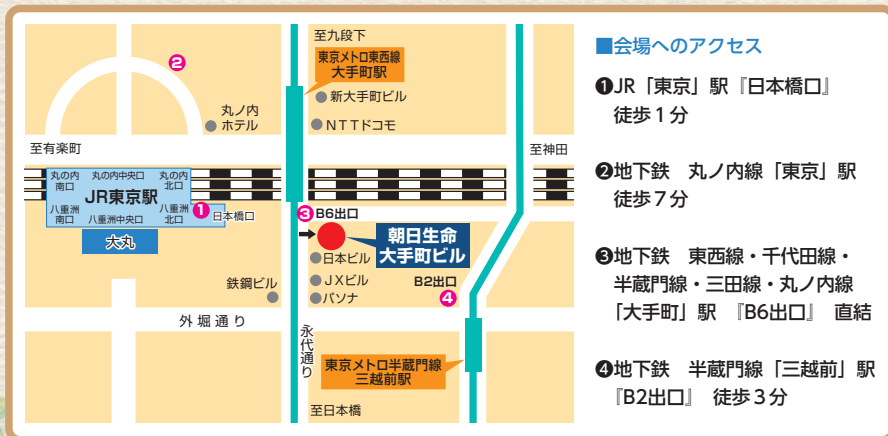 至九段下
東京メトロ東西線
大手町駅
❷
丸ノ内
ホテル
新大手町ビル
NTTドコモ
至有楽町
至神田
丸の内
南口
丸の内中央口
丸の内
北口
JR東京駅
八重洲
南口
八重洲中央口
八重洲
北口
❶
日本橋口
大丸
❸
B6出口
朝日生命
大手町ビル
日本ビル
JXビル
パソナ
B2出口
❹
鉄鋼ビル
外堀通り
永代通り
東京メトロ半蔵門線
三越前駅
至日本橋
■会場へのアクセス
❶JR「東京」駅『日本橋口』
徒歩1分
❷地下鉄 丸ノ内線「東京」駅
徒歩7分
❸地下鉄 東西線・千代田線・
半蔵門線・三田線・丸ノ内線
「大手町」駅 『B6出口』 直結
❹地下鉄 半蔵門線「三越前」駅
『B2出口』 徒歩3分